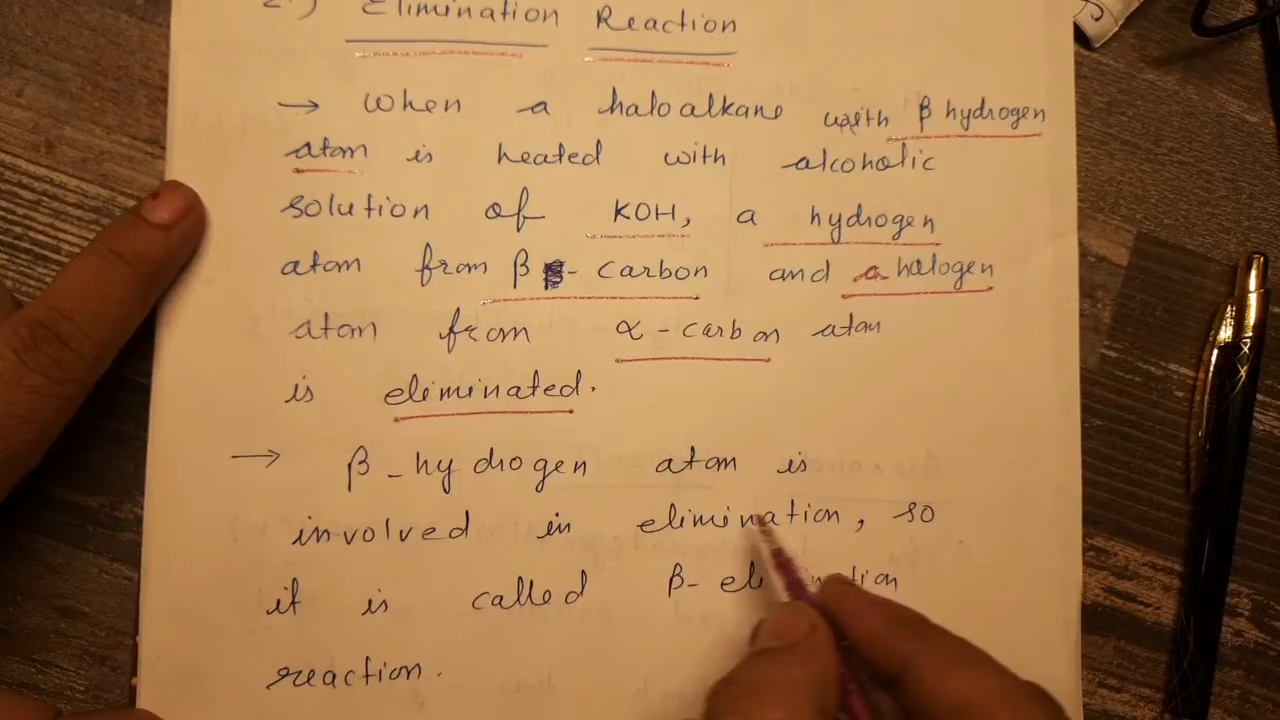 2.) Elimination Reaction
→ When a haloalkane with β hydrogen
atom is heated with alcoholic
solution of KOH, a hydrogen
atom from β - carbon and a halogen
atom from α - carbon atom
is eliminated.
→ β - hydrogen atom is
involved in elimination, so
it is called β-
reaction.